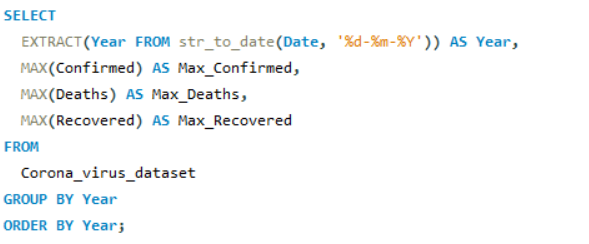 SELECT
EXTRACT(Year FROM str_to_date(Date, '%d-%m-%Y')) AS Year,
MAX(Confirmed) AS Max_Confirmed,
MAX(Deaths) AS Max_Deaths,
MAX(Recovered) AS Max_Recovered
FROM
Corona_virus_dataset
GROUP BY Year
ORDER BY Year;